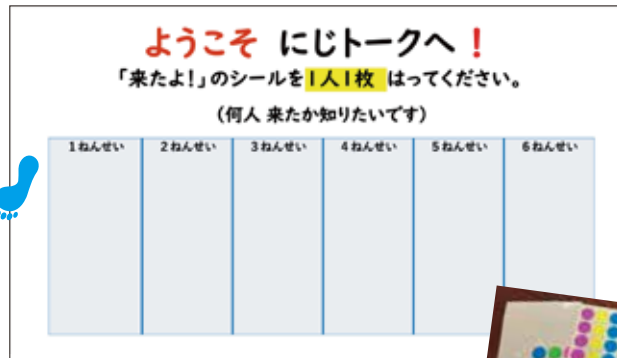 ようこそ にじトークへ!
「来たよ!」のシールを1人1枚 はってください。
(何人 来たか知りたいです)
1ねんせい 2ねんせい 3ねんせい 4ねんせい 5ねんせい 6ねんせい